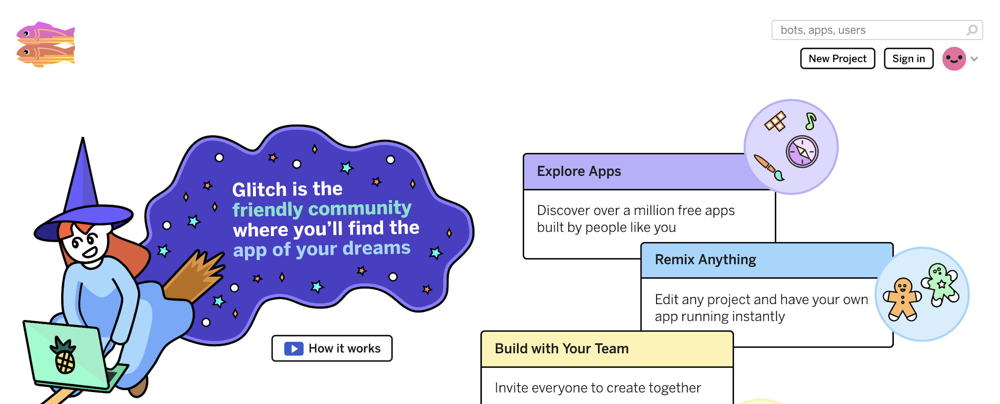 bots, apps, users
New Project
Sign in
Glitch is the
friendly community
where you’ll find the
app of your dreams
How it works
Explore Apps
Discover over a million free apps
built by people like you
Remix Anything
Edit any project and have your own
app running instantly
Build with Your Team
Invite everyone to create together